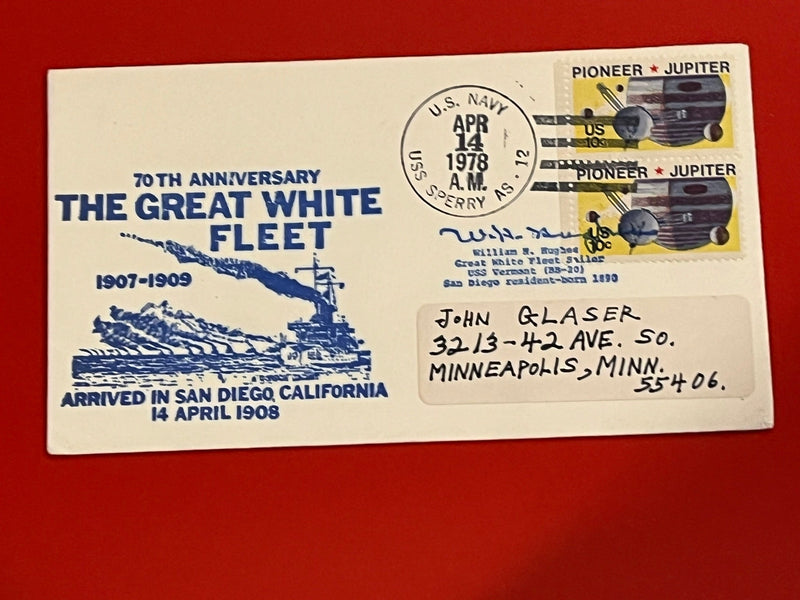 70TH ANNIVERSARY
THE GREAT WHITE
FLEET
1907-1909
ARRIVED IN SAN DIEGO, CALIFORNIA
14 APRIL 1908
U.S. NAVY
APR
14
1978
A.M.
USS SPERRY AS · 12
PIONEER ★ JUPITER
US
10c
PIONEER ★ JUPITER
US
10c
William H. Hughes
Great White Fleet Sailor
USS Vermont (BB-20)
San Diego resident-born 1890
JOHN GLASER
3213-42 AVE. SO.
MINNEAPOLIS, MINN.
55406.